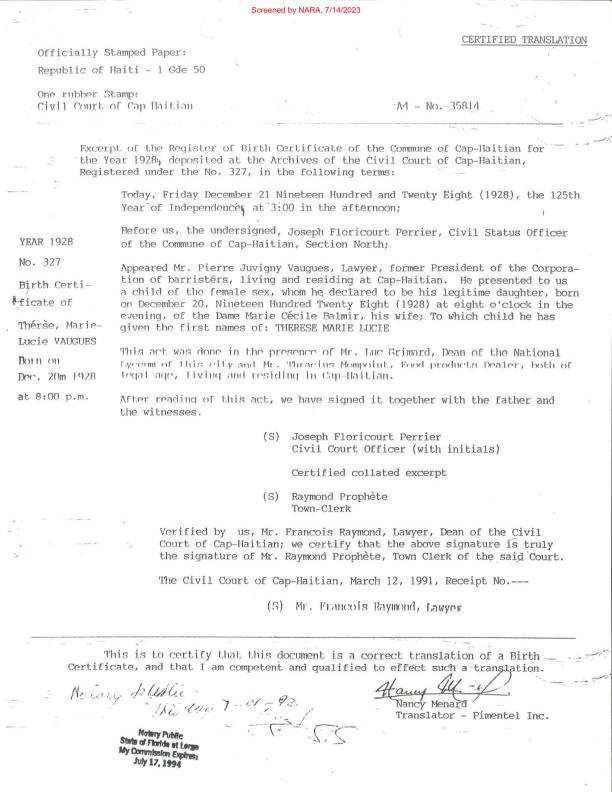 Screened by NARA, 7/14/2023
CERTIFIED TRANSLATION
Officially Stamped Paper:
Republic of Haiti - 1 Gde 50
One rubber Stamp:
Civil Court of Cap Haitian
A4 - No. 35814
Excerpt of the Register of Birth Certificate of the Commune of Cap-Haitian for
the Year 1928, deposited at the Archives of the Civil Court of Cap-Haitian,
Registered under the No. 327, in the following terms:
Today, Friday December 21 Nineteen Hundred and Twenty Eight (1928), the 125th
Year of Independence, at 3:00 in the afternoon;
Before us, the undersigned, Joseph Floricourt Perrier, Civil Status Officer
of the Commune of Cap-Haitian, Section North;
YEAR 1928
No. 327
Birth Certi-
ficate of
Thérèse, Marie-
Lucie VAUGUES
Born on
Dec. 20m 1928
at 8:00 p.m.
Appeared Mr. Pierre Juvigny Vaugues, Lawyer, former President of the Corpora-
tion of barristers, living and residing at Cap-Haitian. He presented to us
a child of the female sex, whom he declared to be his legitimate daughter, born
on December 20, Nineteen Hundred Twenty Eight (1928) at eight o'clock in the
evening, of the Dame Marie Cécile Balmir, his wife; To which child he has
given the first names of: THERESE MARIE LUCIE
This act was done in the presence of Mr. Luc Grimard, Dean of the National
Lyceum of this city and Mr. Thracius Mompoint, Food products Dealer, both of
legal age, living and residing in Cap-Haitian.
After reading of this act, we have signed it together with the father and
the witnesses.
(S) Joseph Floricourt Perrier
Civil Court Officer (with initials)
Certified collated excerpt
(S) Raymond Prophète
Town-Clerk
Verified by us, Mr. Francois Raymond, Lawyer, Dean of the Civil
Court of Cap-Haitian; we certify that the above signature is truly
the signature of Mr. Raymond Prophète, Town Clerk of the said Court.
The Civil Court of Cap-Haitian, March 12, 1991, Receipt No.---
(S) Mr. Francois Raymond, Lawyer
This is to certify that this document is a correct translation of a Birth
Certificate, and that I am competent and qualified to effect such a translation.
Notary
this day
Nancy Menard
Translator - Pimentel Inc.
Notary Public
State of Florida at Large
My Commission Expires:
July 17, 1994